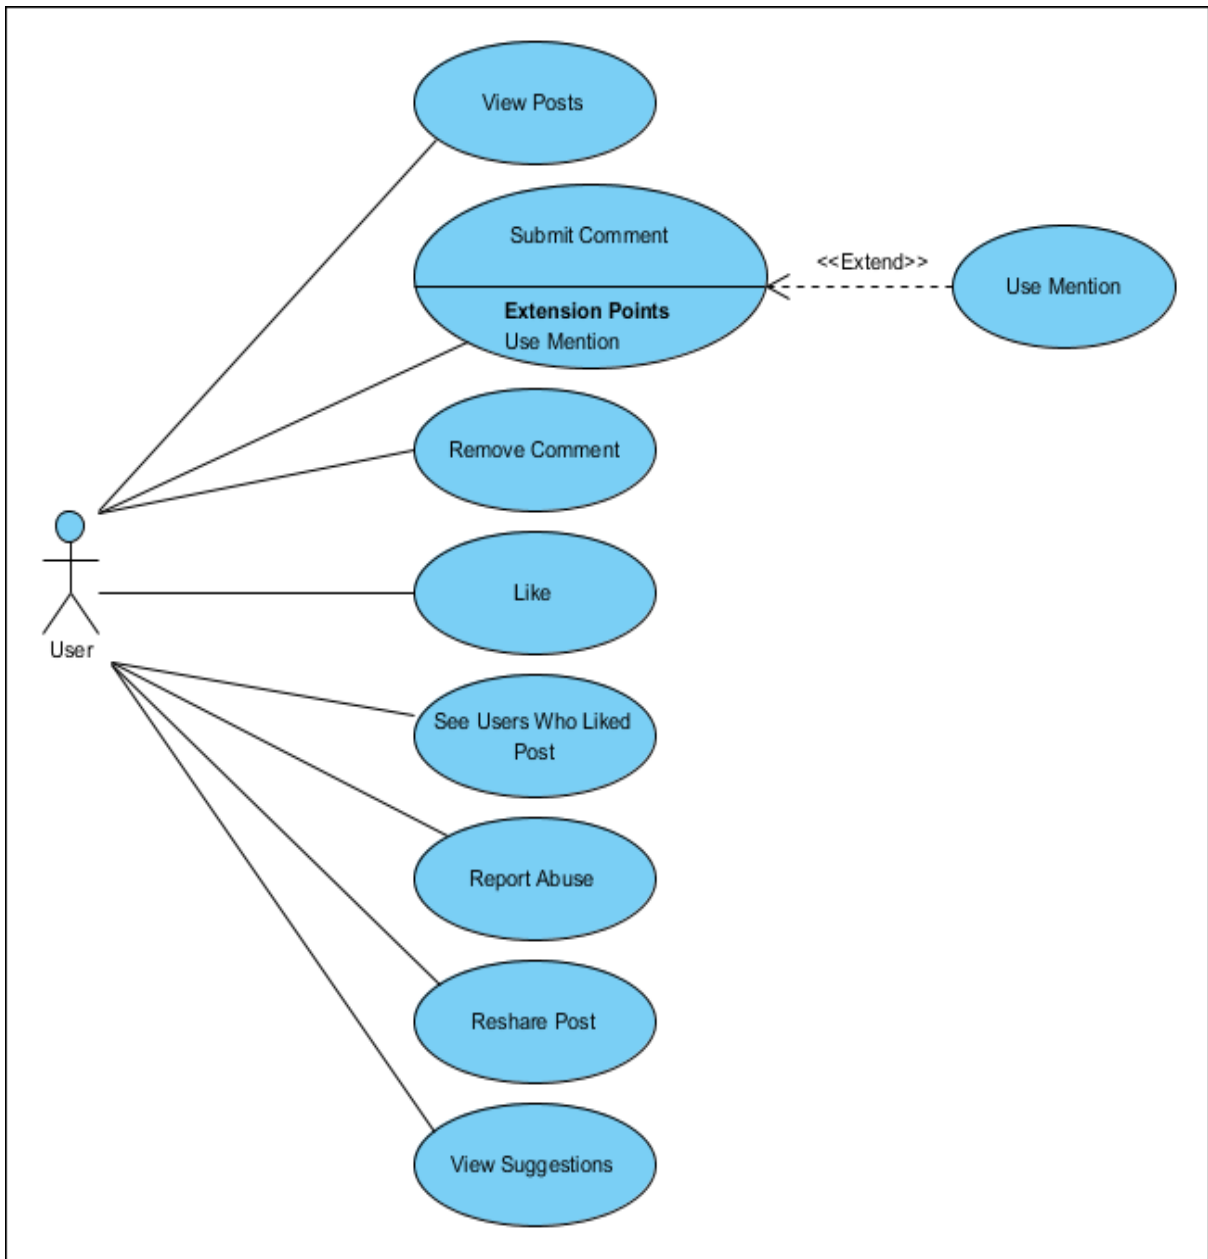 View Posts
Submit Comment
<<Extend>>
Use Mention
Extension Points
Use Mention
Remove Comment
Like
User
See Users Who Liked
Post
Report Abuse
Reshare Post
View Suggestions